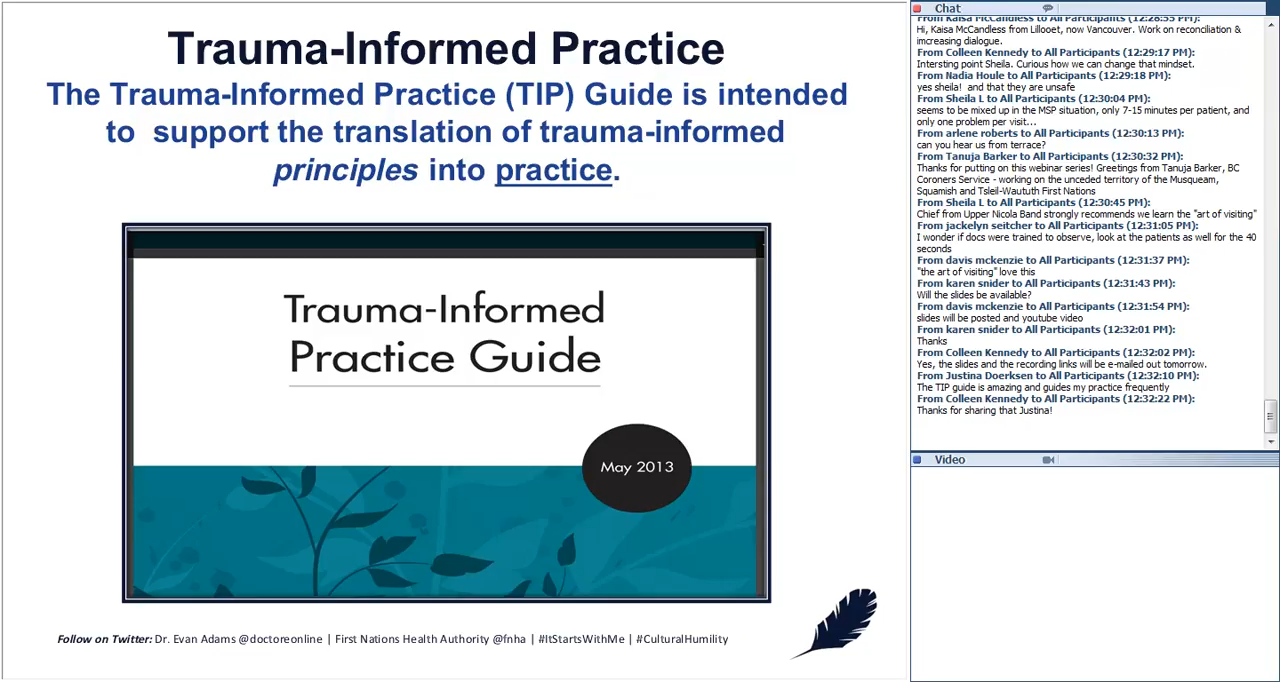 Trauma-Informed Practice
The Trauma-Informed Practice (TIP) Guide is intended
to support the translation of trauma-informed
principles into practice.
Trauma-Informed
Practice Guide
May 2013
Follow on Twitter: Dr. Evan Adams @doctoreonline | First Nations Health Authority @fnha | #ItStartsWithMe | #CulturalHumility
Chat
From Kaisa McCandless to All Participants (12:28:55 PM):
Hi, Kaisa McCandless from Lillooet, now Vancouver. Work on reconciliation &
imcreasing dialogue.
From Colleen Kennedy to All Participants (12:29:17 PM):
Intersting point Sheila. Curious how we can change that mindset.
From Nadia Houle to All Participants (12:29:18 PM):
yes sheila! and that they are unsafe
From Sheila L to All Participants (12:30:04 PM):
seems to be mixed up in the MSP situation, only 7-15 minutes per patient, and
only one problem per visit...
From arlene roberts to All Participants (12:30:13 PM):
can you hear us from terrace?
From Tanuja Barker to All Participants (12:30:32 PM):
Thanks for putting on this webinar series! Greetings from Tanuja Barker, BC
Coroners Service - working on the unceded territory of the Musqueam,
Squamish and Tsleil-Waututh First Nations
From Sheila L to All Participants (12:30:45 PM):
Chief from Upper Nicola Band strongly recommends we learn the "art of visiting"
From jackelyn seitcher to All Participants (12:31:05 PM):
I wonder if docs were trained to observe, look at the patients as well for the 40
seconds
From davis mckenzie to All Participants (12:31:37 PM):
"the art of visiting" love this
From karen snider to All Participants (12:31:43 PM):
Will the slides be available?
From davis mckenzie to All Participants (12:31:54 PM):
slides will be posted and youtube video
From karen snider to All Participants (12:32:01 PM):
Thanks
From Colleen Kennedy to All Participants (12:32:02 PM):
Yes, the slides and the recording links will be e-mailed out tomorrow.
From Justina Doerksen to All Participants (12:32:10 PM):
The TIP guide is amazing and guides my practice frequently
From Colleen Kennedy to All Participants (12:32:22 PM):
Thanks for sharing that Justina!
Video